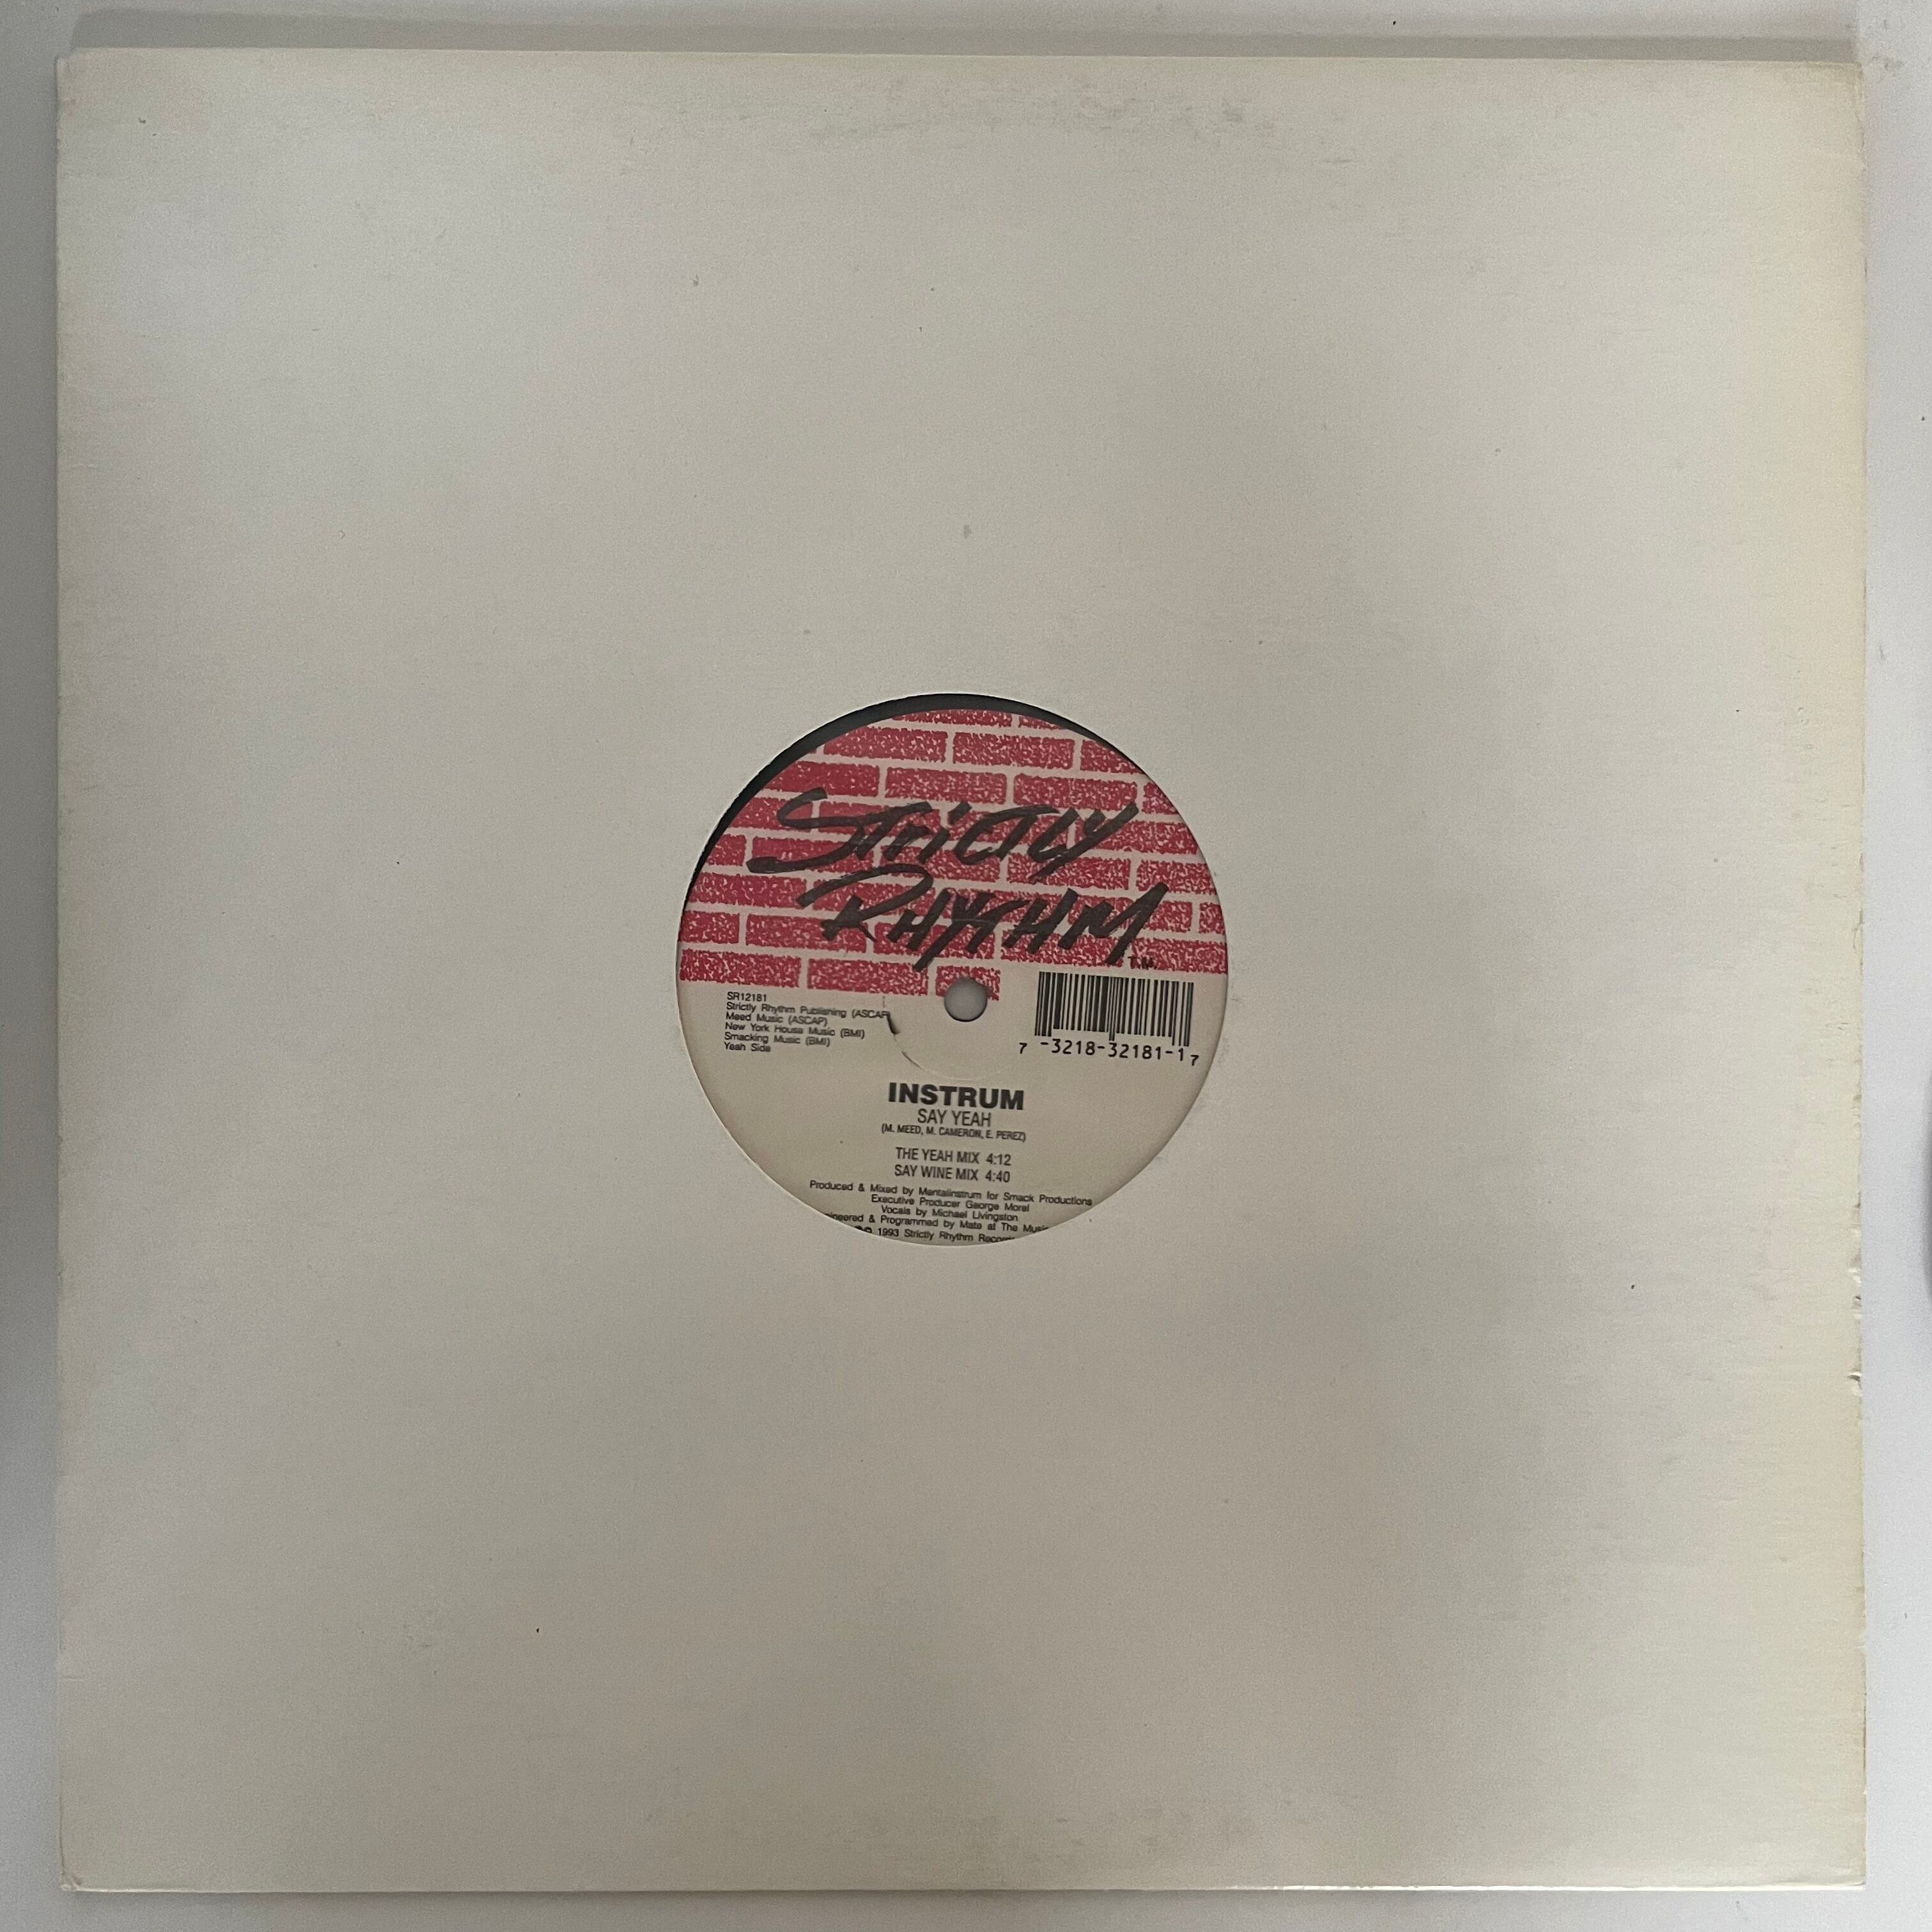 STRICTLY
RHYTHM
T.M.
SR12181
Strictly Rhythm Publishing (ASCAP)
Meed Music (ASCAP)
New York House Music (BMI)
Smacking Music (BMI)
Yeah Side
7 -3218-32181-1 7
INSTRUM
SAY YEAH
(M. MEED, M. CAMERON, E. PEREZ)
THE YEAH MIX 4:12
SAY WINE MIX 4:40
Produced & Mixed by Mentalinstrum for Smack Productions
Executive Producer George Morel
Vocals by Michael Livingston
& Programmed by Mate at The
1993 Strictly Rhythm